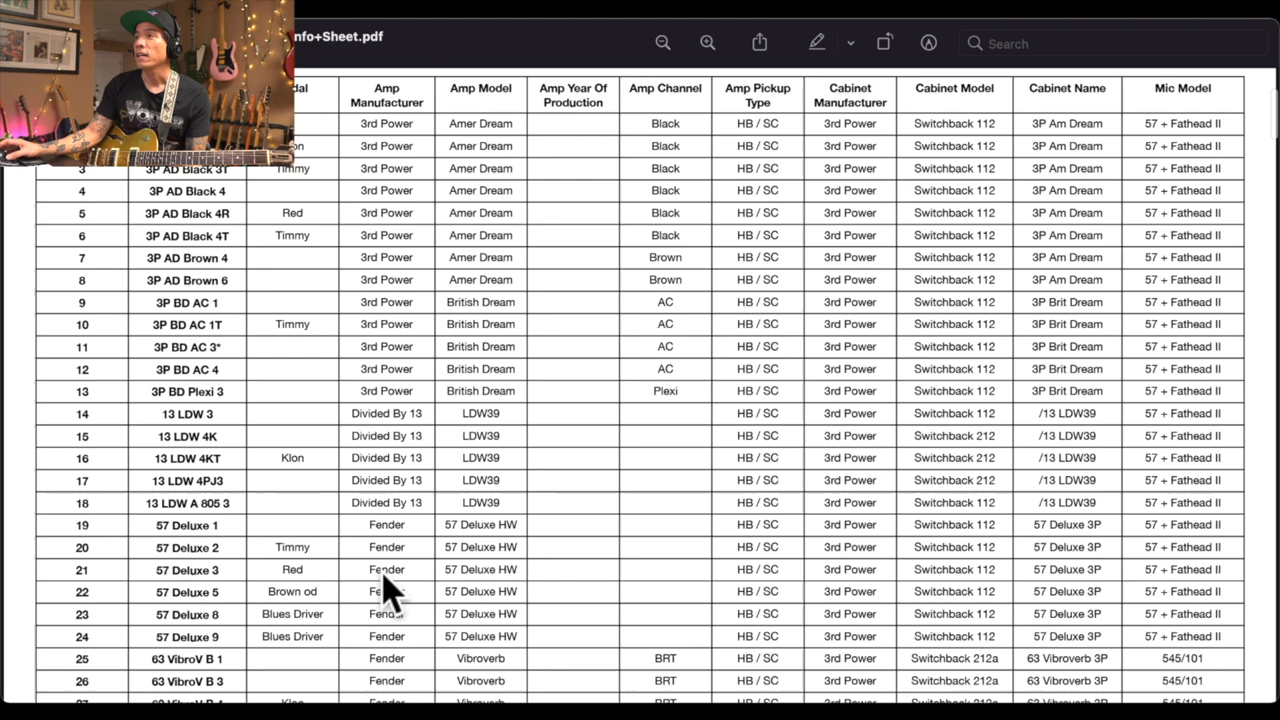 nfo+Sheet.pdf
Search
dal Amp Manufacturer Amp Model Amp Year Of Production Amp Channel Amp Pickup Type Cabinet Manufacturer Cabinet Model Cabinet Name Mic Model
3rd Power Amer Dream Black HB / SC 3rd Power Switchback 112 3P Am Dream 57 + Fathead II
on 3rd Power Amer Dream Black HB / SC 3rd Power Switchback 112 3P Am Dream 57 + Fathead II
3 3P AD Black 3T Timmy 3rd Power Amer Dream Black HB / SC 3rd Power Switchback 112 3P Am Dream 57 + Fathead II
4 3P AD Black 4 3rd Power Amer Dream Black HB / SC 3rd Power Switchback 112 3P Am Dream 57 + Fathead II
5 3P AD Black 4R Red 3rd Power Amer Dream Black HB / SC 3rd Power Switchback 112 3P Am Dream 57 + Fathead II
6 3P AD Black 4T Timmy 3rd Power Amer Dream Black HB / SC 3rd Power Switchback 112 3P Am Dream 57 + Fathead II
7 3P AD Brown 4 3rd Power Amer Dream Brown HB / SC 3rd Power Switchback 112 3P Am Dream 57 + Fathead II
8 3P AD Brown 6 3rd Power Amer Dream Brown HB / SC 3rd Power Switchback 112 3P Am Dream 57 + Fathead II
9 3P BD AC 1 3rd Power British Dream AC HB / SC 3rd Power Switchback 112 3P Brit Dream 57 + Fathead II
10 3P BD AC 1T Timmy 3rd Power British Dream AC HB / SC 3rd Power Switchback 112 3P Brit Dream 57 + Fathead II
11 3P BD AC 3* 3rd Power British Dream AC HB / SC 3rd Power Switchback 112 3P Brit Dream 57 + Fathead II
12 3P BD AC 4 3rd Power British Dream AC HB / SC 3rd Power Switchback 112 3P Brit Dream 57 + Fathead II
13 3P BD Plexi 3 3rd Power British Dream Plexi HB / SC 3rd Power Switchback 112 3P Brit Dream 57 + Fathead II
14 13 LDW 3 Divided By 13 LDW39 HB / SC 3rd Power Switchback 112 /13 LDW39 57 + Fathead II
15 13 LDW 4K Divided By 13 LDW39 HB / SC 3rd Power Switchback 212 /13 LDW39 57 + Fathead II
16 13 LDW 4KT Klon Divided By 13 LDW39 HB / SC 3rd Power Switchback 212 /13 LDW39 57 + Fathead II
17 13 LDW 4PJ3 Divided By 13 LDW39 HB / SC 3rd Power Switchback 212 /13 LDW39 57 + Fathead II
18 13 LDW A 805 3 Divided By 13 LDW39 HB / SC 3rd Power Switchback 112 /13 LDW39 57 + Fathead II
19 57 Deluxe 1 Fender 57 Deluxe HW HB / SC 3rd Power Switchback 112 57 Deluxe 3P 57 + Fathead II
20 57 Deluxe 2 Timmy Fender 57 Deluxe HW HB / SC 3rd Power Switchback 112 57 Deluxe 3P 57 + Fathead II
21 57 Deluxe 3 Red Fender 57 Deluxe HW HB / SC 3rd Power Switchback 112 57 Deluxe 3P 57 + Fathead II
22 57 Deluxe 5 Brown od Fender 57 Deluxe HW HB / SC 3rd Power Switchback 112 57 Deluxe 3P 57 + Fathead II
23 57 Deluxe 8 Blues Driver Fender 57 Deluxe HW HB / SC 3rd Power Switchback 112 57 Deluxe 3P 57 + Fathead II
24 57 Deluxe 9 Blues Driver Fender 57 Deluxe HW HB / SC 3rd Power Switchback 112 57 Deluxe 3P 57 + Fathead II
25 63 VibroV B 1 Fender Vibroverb BRT HB / SC 3rd Power Switchback 212a 63 Vibroverb 3P 545/101
26 63 VibroV B 3 Fender Vibroverb BRT HB / SC 3rd Power Switchback 212a 63 Vibroverb 3P 545/101